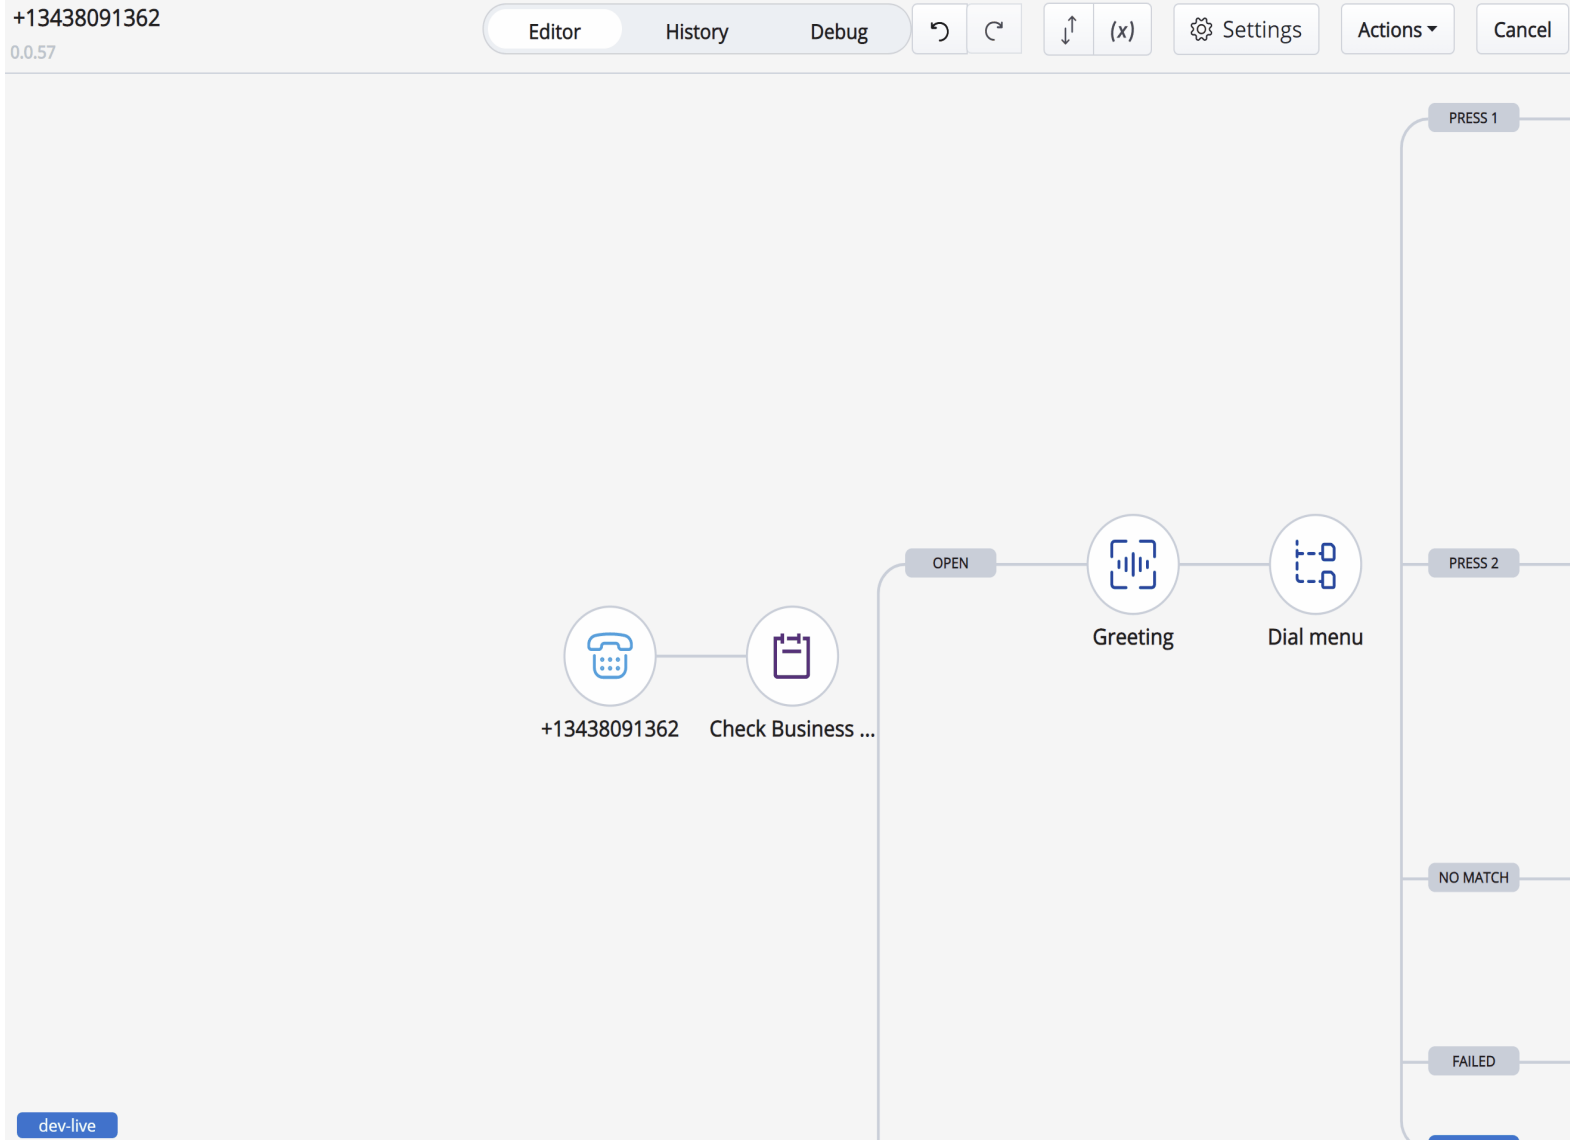 +13438091362
0.0.57
Editor
History
Debug
(x)
Settings
Actions
Cancel
PRESS 1
OPEN
PRESS 2
Greeting
Dial menu
+13438091362
Check Business ...
NO MATCH
FAILED
dev-live